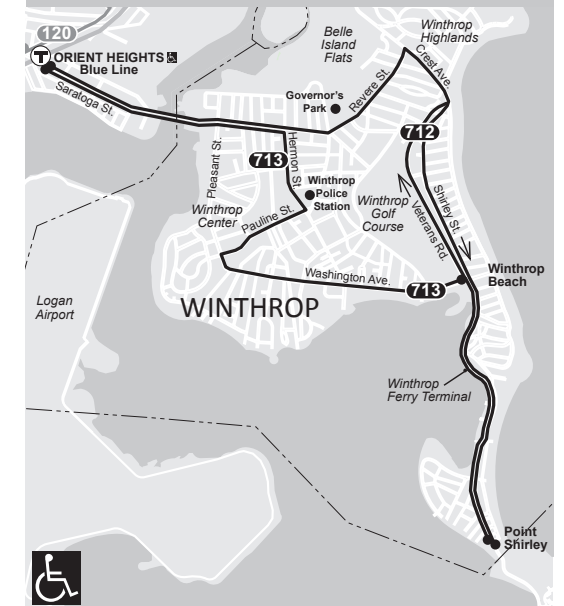 120
T
ORIENT HEIGHTS
Blue Line
Saratoga St.
Belle
Island
Flats
Winthrop
Highlands
Crest Ave.
Governor's
Park
Revere St.
712
Pleasant St.
713
Hermon St.
Winthrop
Police
Station
Winthrop
Center
Pauline St.
Winthrop
Golf
Course
Veterans Rd.
Shirley St.
Washington Ave.
713
Winthrop
Beach
Logan
Airport
WINTHROP
Winthrop
Ferry Terminal
Point
Shirley